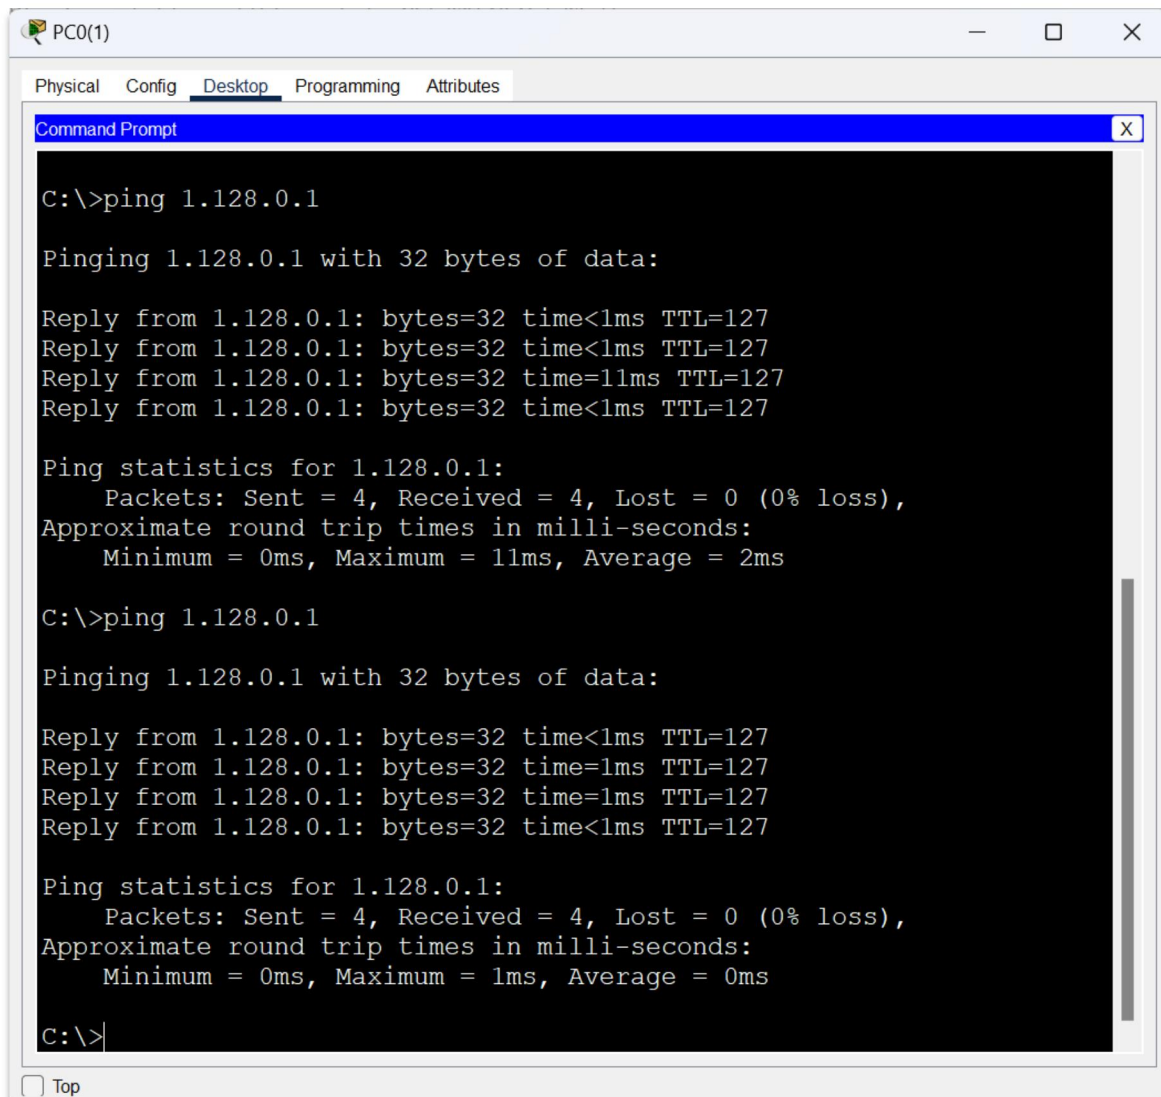 PC0(1)
Physical Config Desktop Programming Attributes
Command Prompt X
C:\>ping 1.128.0.1
Pinging 1.128.0.1 with 32 bytes of data:
Reply from 1.128.0.1: bytes=32 time<1ms TTL=127
Reply from 1.128.0.1: bytes=32 time<1ms TTL=127
Reply from 1.128.0.1: bytes=32 time=11ms TTL=127
Reply from 1.128.0.1: bytes=32 time<1ms TTL=127
Ping statistics for 1.128.0.1:
    Packets: Sent = 4, Received = 4, Lost = 0 (0% loss),
Approximate round trip times in milli-seconds:
    Minimum = 0ms, Maximum = 11ms, Average = 2ms
C:\>ping 1.128.0.1
Pinging 1.128.0.1 with 32 bytes of data:
Reply from 1.128.0.1: bytes=32 time<1ms TTL=127
Reply from 1.128.0.1: bytes=32 time=1ms TTL=127
Reply from 1.128.0.1: bytes=32 time=1ms TTL=127
Reply from 1.128.0.1: bytes=32 time<1ms TTL=127
Ping statistics for 1.128.0.1:
    Packets: Sent = 4, Received = 4, Lost = 0 (0% loss),
Approximate round trip times in milli-seconds:
    Minimum = 0ms, Maximum = 1ms, Average = 0ms
C:\>
Top